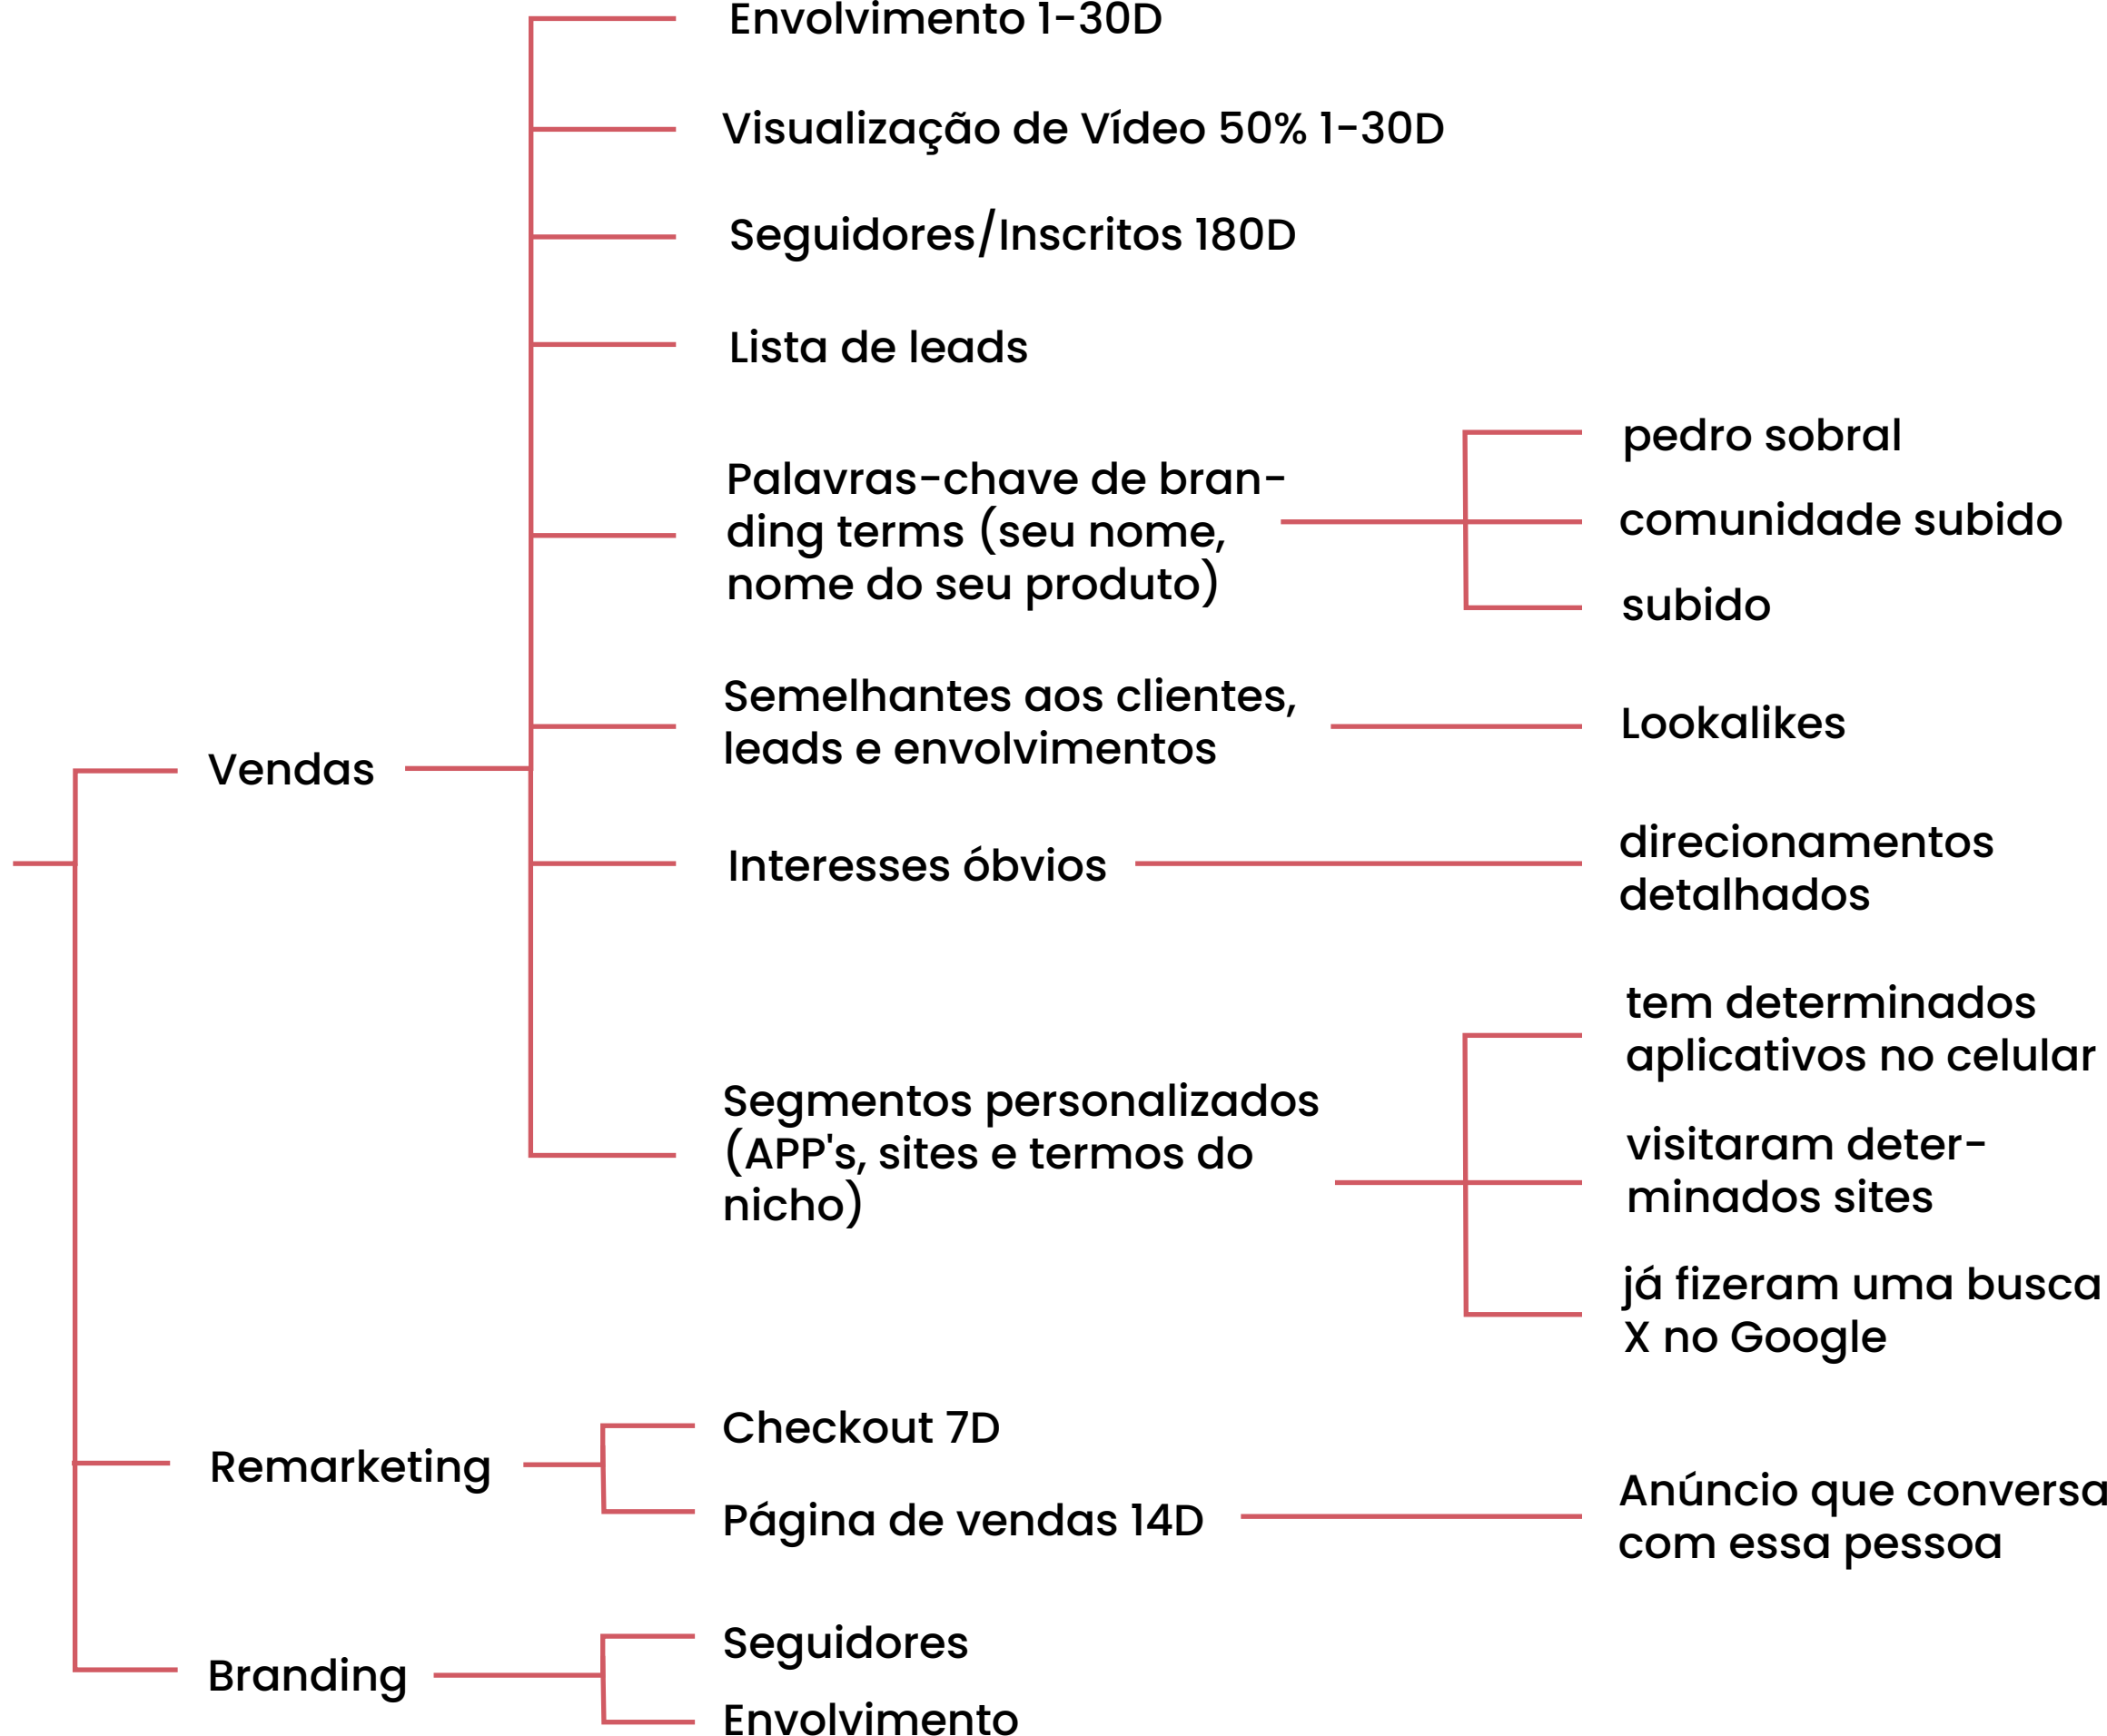 Envolvimento 1-30D
Visualização de Vídeo 50% 1-30D
Seguidores/Inscritos 180D
Lista de leads
Palavras-chave de bran-
ding terms (seu nome,
nome do seu produto)
pedro sobral
comunidade subido
subido
Semelhantes aos clientes,
leads e envolvimentos
Lookalikes
Vendas
Interesses óbvios
direcionamentos
detalhados
Segmentos personalizados
(APP's, sites e termos do
nicho)
tem determinados
aplicativos no celular
visitaram deter-
minados sites
já fizeram uma busca
X no Google
Remarketing
Checkout 7D
Página de vendas 14D
Anúncio que conversa
com essa pessoa
Branding
Seguidores
Envolvimento